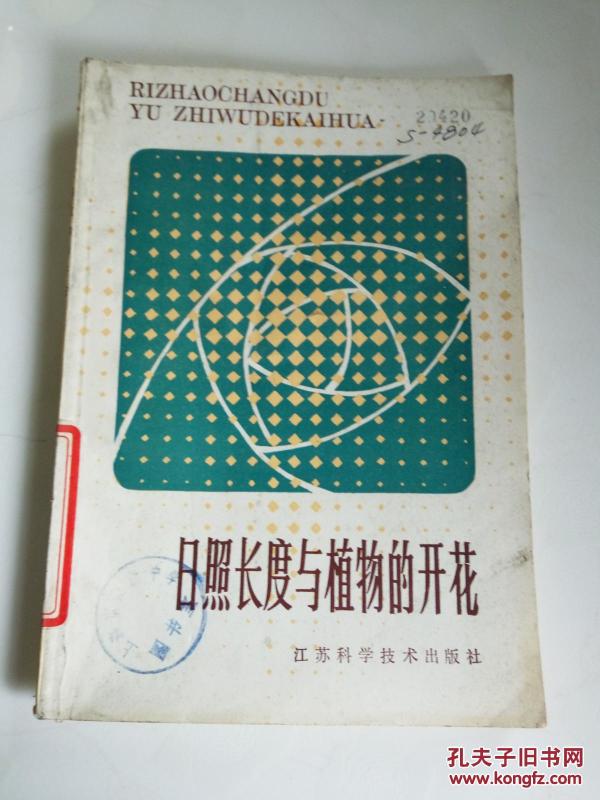 RIZHAOCHANGDU
YU ZHIWUDEKAIHUA
20420
S-4804
日照长度与植物的开花
江苏科学技术出版社
孔夫子旧书网
www.kongfz.com